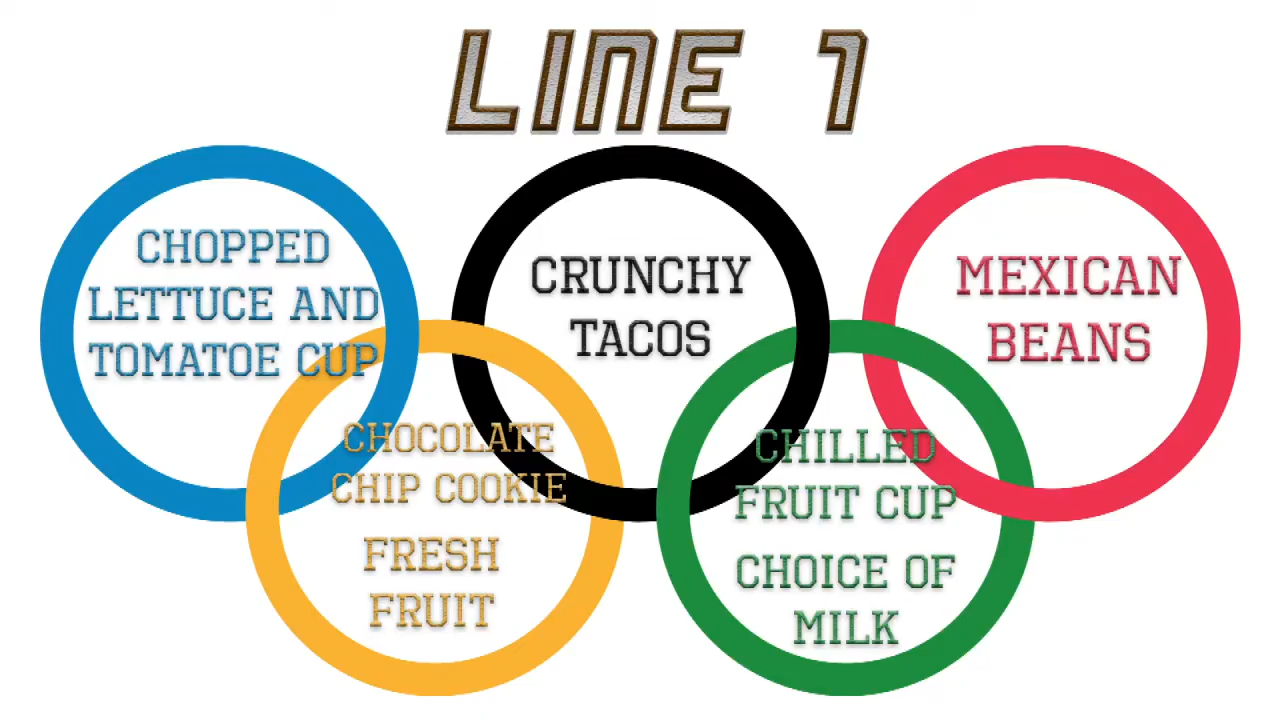 LINE 1
CHOPPED
LETTUCE AND
TOMATOE CUP
CRUNCHY
TACOS
MEXICAN
BEANS
CHOCOLATE
CHIP COOKIE
FRESH
FRUIT
CHILLED
FRUIT CUP
CHOICE OF
MILK